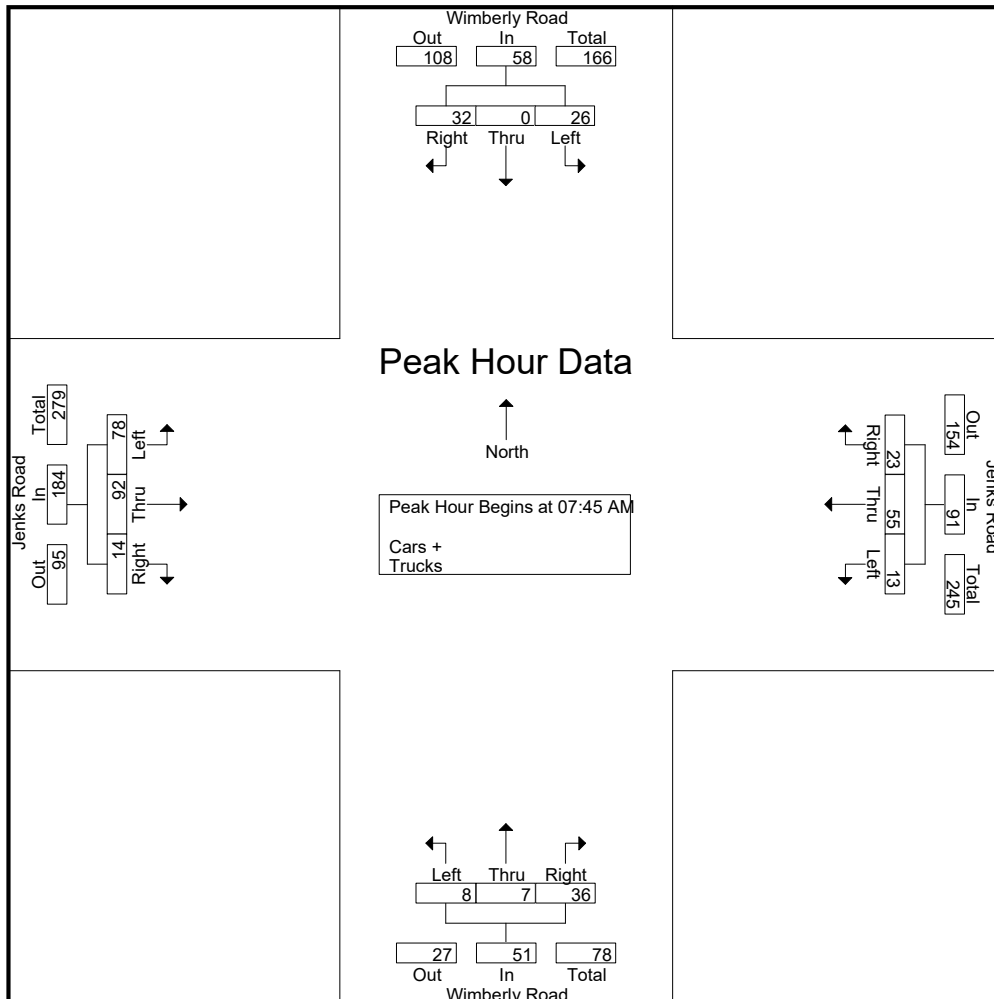 Wimberly Road
Out In Total
108 58 166
32 0 26
Right Thru Left
Peak Hour Data
North
Peak Hour Begins at 07:45 AM
Cars +
Trucks
Jenks Road
Out In Total
95 184 279
14 92 78
Right Thru Left
Jenks Road
Out In Total
154 91 245
23 55 13
Right Thru Left
Left Thru Right
8 7 36
27 51 78
Out In Total
Wimberly Road